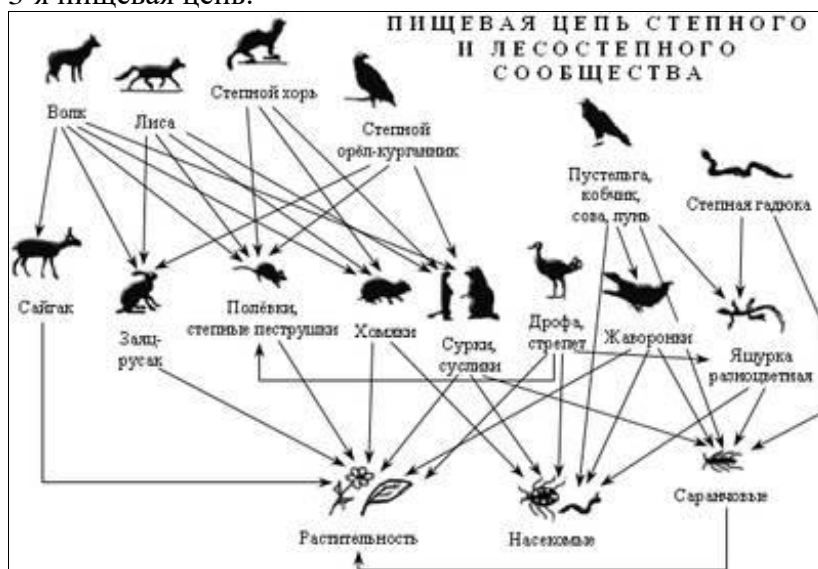 3-я пищевая цепь:
ПИЩЕВАЯ ЦЕПЬ СТЕПНОГО
И ЛЕСОСТЕПНОГО
СООБЩЕСТВА
Волк
Лиса
Степной хорь
Степной
орёл-курганник
Пустельга,
кобчик,
сова, лунь
Степная гадюка
Сайгак
Заяц-
русак
Полёвки,
степные пеструшки
Хомяки
Сурки,
суслики
Дрофа,
стрепет
Жаворонки
Ящурка
разноцветная
Растительность
Насекомые
Саранчовые